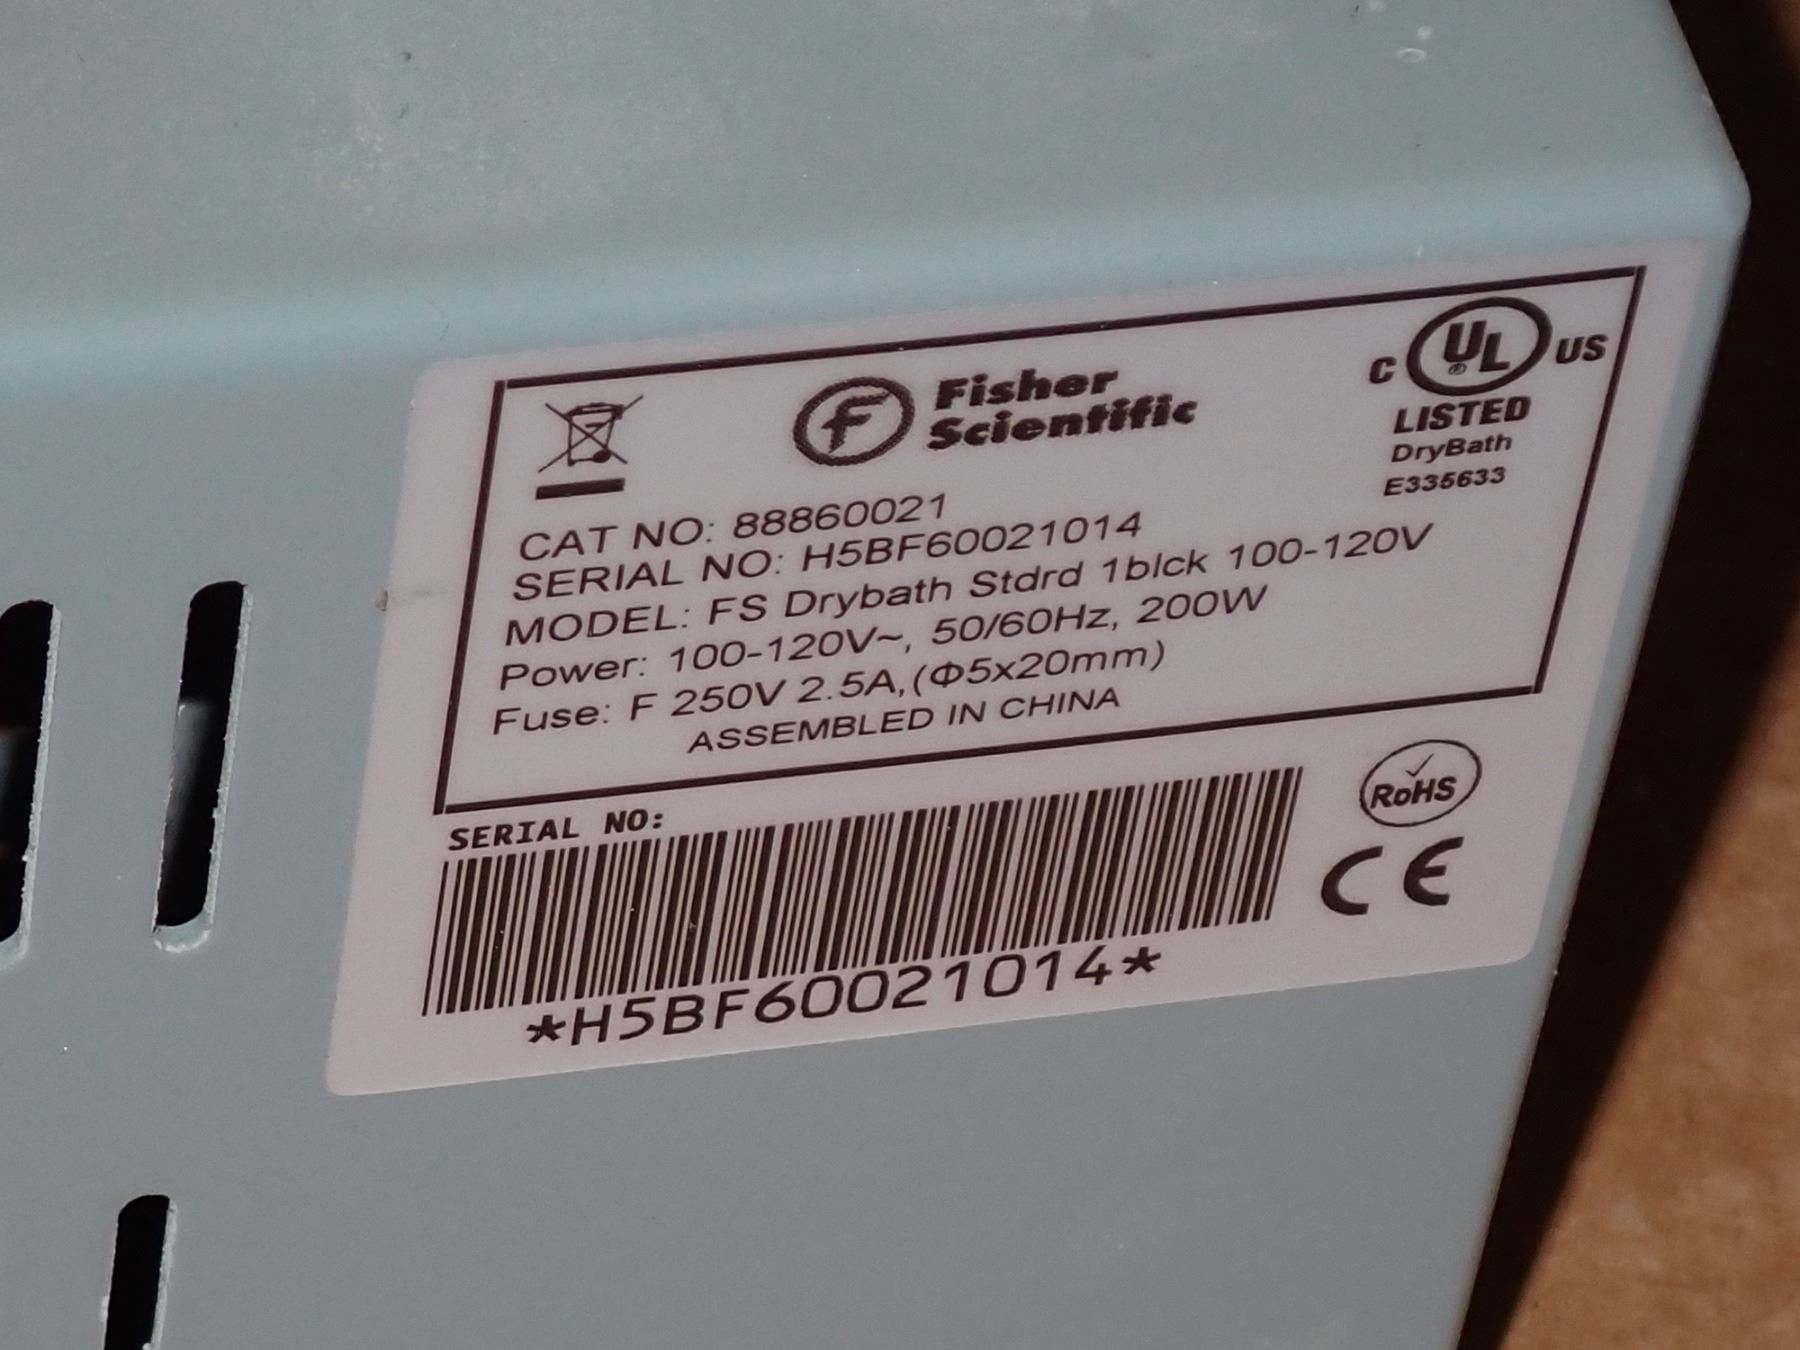 Fisher
Scientific
C UL US
®
LISTED
DryBath
E335633
CAT NO: 88860021
SERIAL NO: H5BF60021014
MODEL: FS Drybath Stdrd 1blck 100-120V
Power: 100-120V~, 50/60Hz, 200W
Fuse: F 250V 2.5A,(Φ5x20mm)
ASSEMBLED IN CHINA
SERIAL NO:
*H5BF60021014*
RoHS
CE